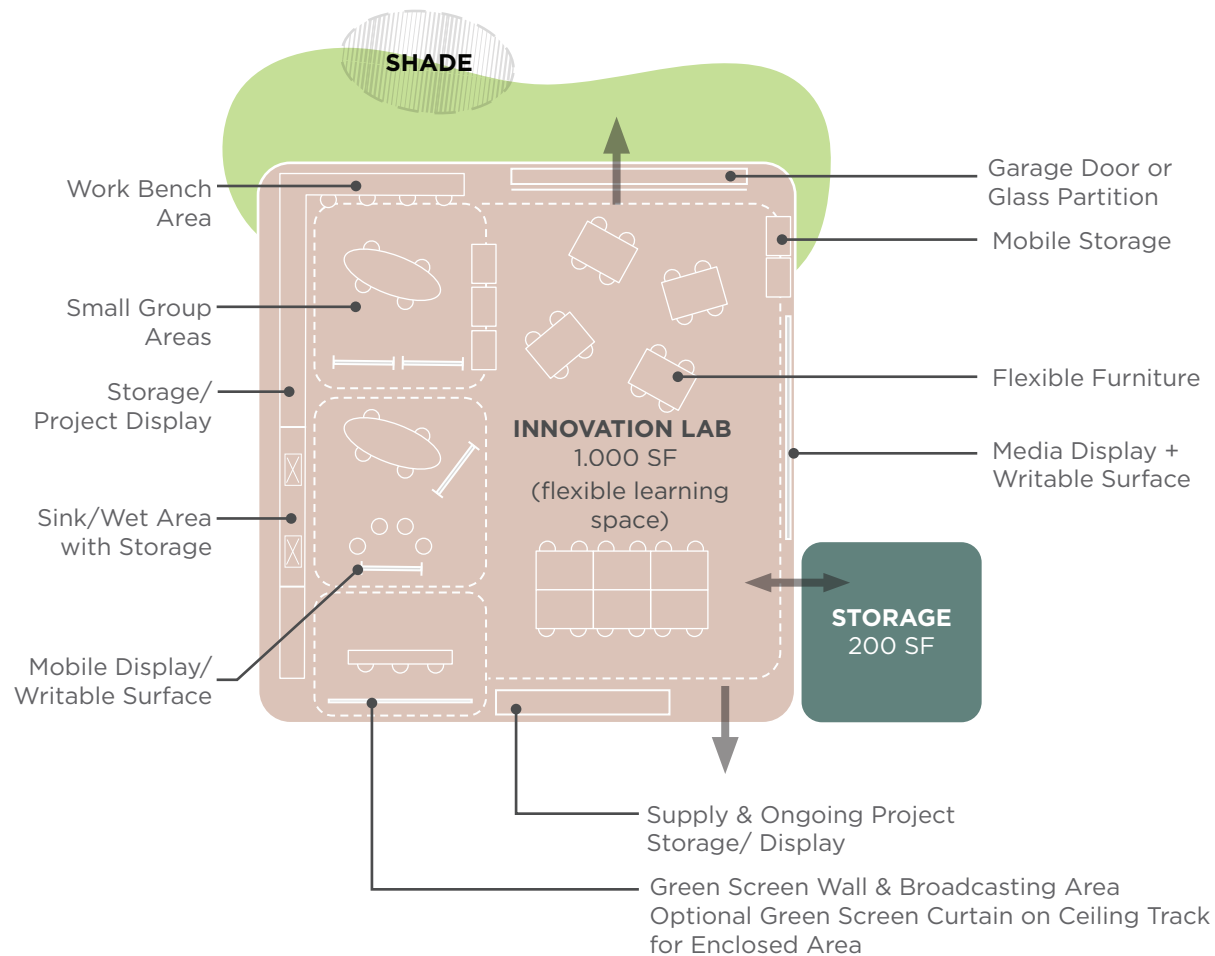 SHADE
Work Bench
Area
Small Group
Areas
Storage/
Project Display
Sink/Wet Area
with Storage
Mobile Display/
Writable Surface
INNOVATION LAB
1.000 SF
(flexible learning
space)
STORAGE
200 SF
Garage Door or
Glass Partition
Mobile Storage
Flexible Furniture
Media Display +
Writable Surface
Supply & Ongoing Project
Storage/ Display
Green Screen Wall & Broadcasting Area
Optional Green Screen Curtain on Ceiling Track
for Enclosed Area